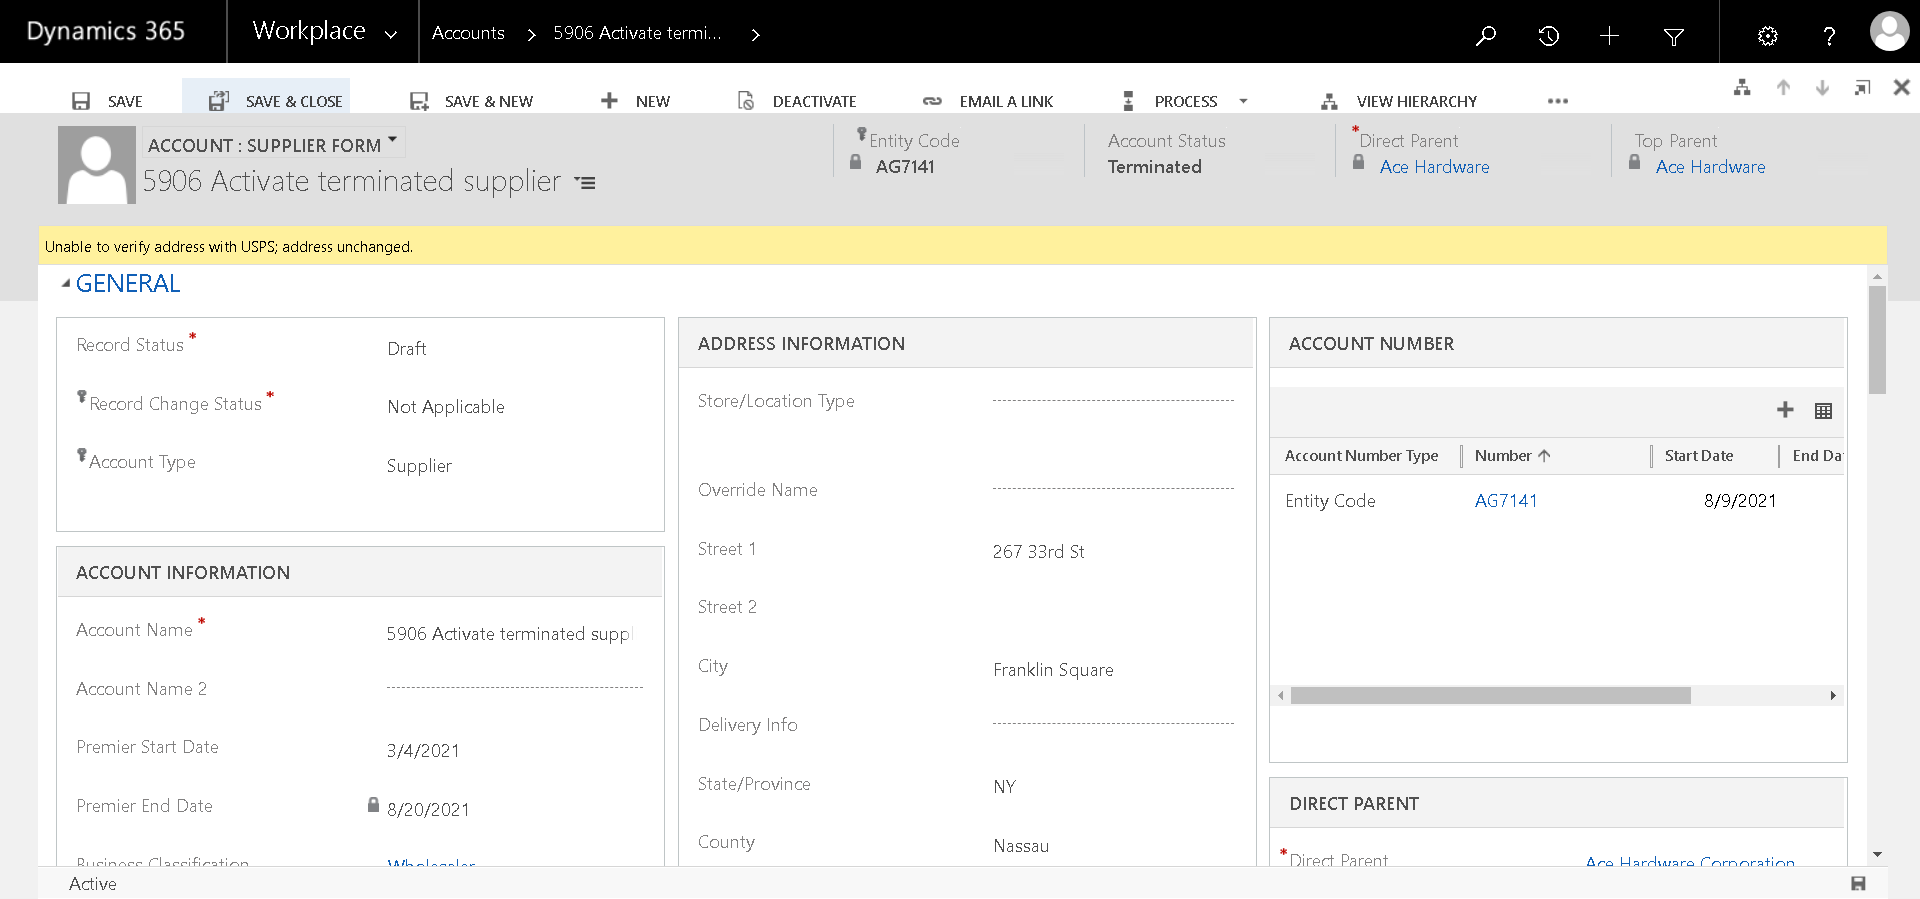 Dynamics 365 Workplace Accounts 5906 Activate termi...
SAVE SAVE & CLOSE SAVE & NEW NEW DEACTIVATE EMAIL A LINK PROCESS VIEW HIERARCHY
ACCOUNT : SUPPLIER FORM
5906 Activate terminated supplier
Entity Code
AG7141
Account Status
Terminated
*Direct Parent
Ace Hardware
Top Parent
Ace Hardware
Unable to verify address with USPS; address unchanged.
GENERAL
Record Status * Draft
Record Change Status * Not Applicable
Account Type Supplier
ACCOUNT INFORMATION
Account Name * 5906 Activate terminated suppl
Account Name 2
Premier Start Date 3/4/2021
Premier End Date 8/20/2021
Business Classification Wholesaler
ADDRESS INFORMATION
Store/Location Type
Override Name
Street 1 267 33rd St
Street 2
City Franklin Square
Delivery Info
State/Province NY
County Nassau
ACCOUNT NUMBER
Account Number Type Number Start Date End Da
Entity Code AG7141 8/9/2021
DIRECT PARENT
*Direct Parent Ace Hardware Corporation
Active